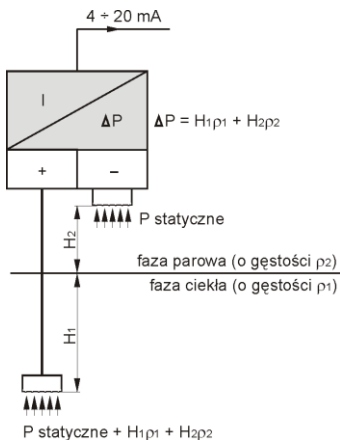 4 ÷ 20 mA
I
ΔP
ΔP = H1ρ1 + H2ρ2
+
–
P statyczne
H2
faza parowa (o gęstości ρ2)
faza ciekła (o gęstości ρ1)
H1
P statyczne + H1ρ1 + H2ρ2